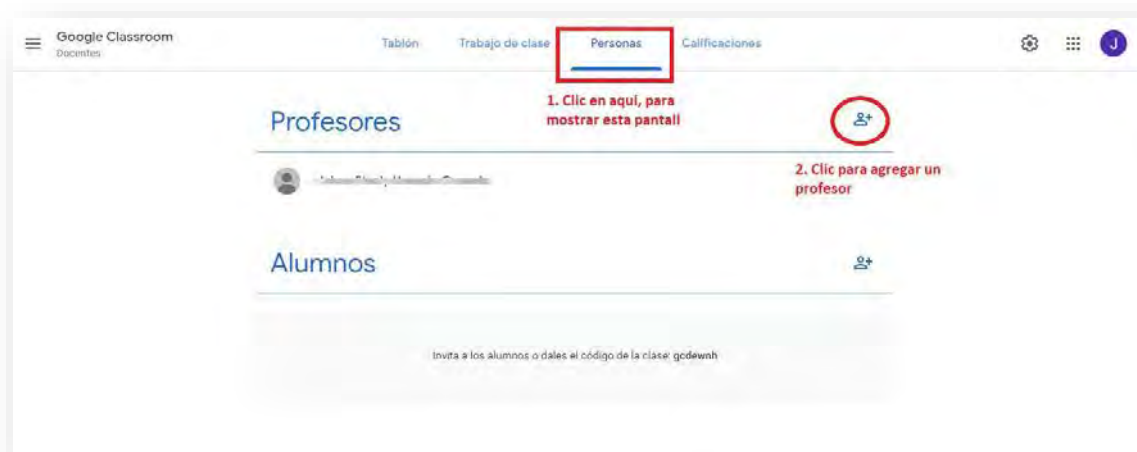 Google Classroom
Docentes
Tablón Trabajo de clase Personas Calificaciones
J
1. Clic en aquí, para
mostrar esta pantall
Profesores
2. Clic para agregar un
profesor
Alumnos
Invita a los alumnos o dales el código de la clase: gcdewnh